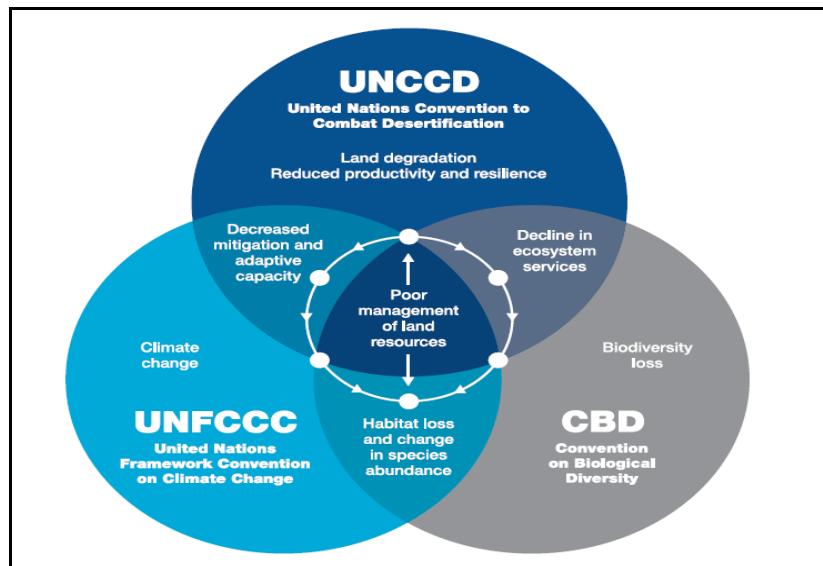 UNCCD
United Nations Convention to
Combat Desertification
Land degradation
Reduced productivity and resilience
Decreased
mitigation and
adaptive
capacity
Decline in
ecosystem
services
Poor
management
of land
resources
Climate
change
Biodiversity
loss
UNFCCC
United Nations
Framework Convention
on Climate Change
Habitat loss
and change
in species
abundance
CBD
Convention
on Biological
Diversity